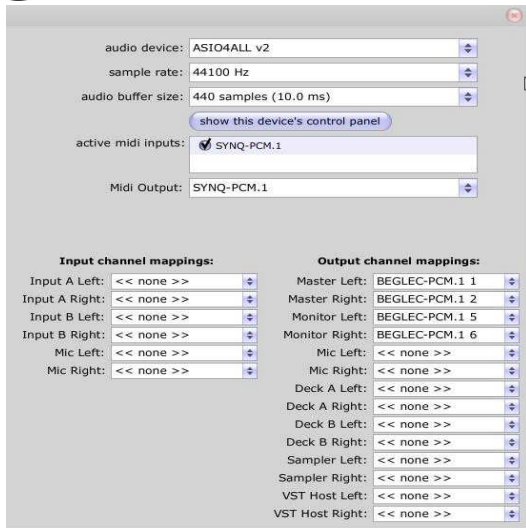 audio device: ASIO4ALL v2
sample rate: 44100 Hz
audio buffer size: 440 samples (10.0 ms)
show this device's control panel
active midi inputs: SYNQ-PCM.1
Midi Output: SYNQ-PCM.1
Input channel mappings:
Input A Left: << none >>
Input A Right: << none >>
Input B Left: << none >>
Input B Right: << none >>
Mic Left: << none >>
Mic Right: << none >>
Output channel mappings:
Master Left: BEGLEC-PCM.1 1
Master Right: BEGLEC-PCM.1 2
Monitor Left: BEGLEC-PCM.1 5
Monitor Right: BEGLEC-PCM.1 6
Mic Left: << none >>
Mic Right: << none >>
Deck A Left: << none >>
Deck A Right: << none >>
Deck B Left: << none >>
Deck B Right: << none >>
Sampler Left: << none >>
Sampler Right: << none >>
VST Host Left: << none >>
VST Host Right: << none >>